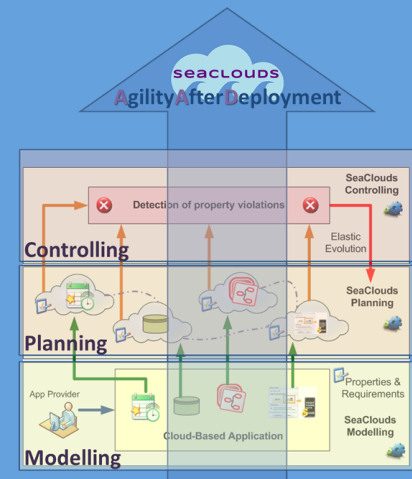 SEACLOUDS
AgilityAfterDeployment
SeaClouds
Controlling
Detection of property violations
Elastic
Evolution
Controlling
SeaClouds
Planning
Planning
Properties &
Requirements
App Provider
SeaClouds
Modelling
Cloud-Based Application
Modelling